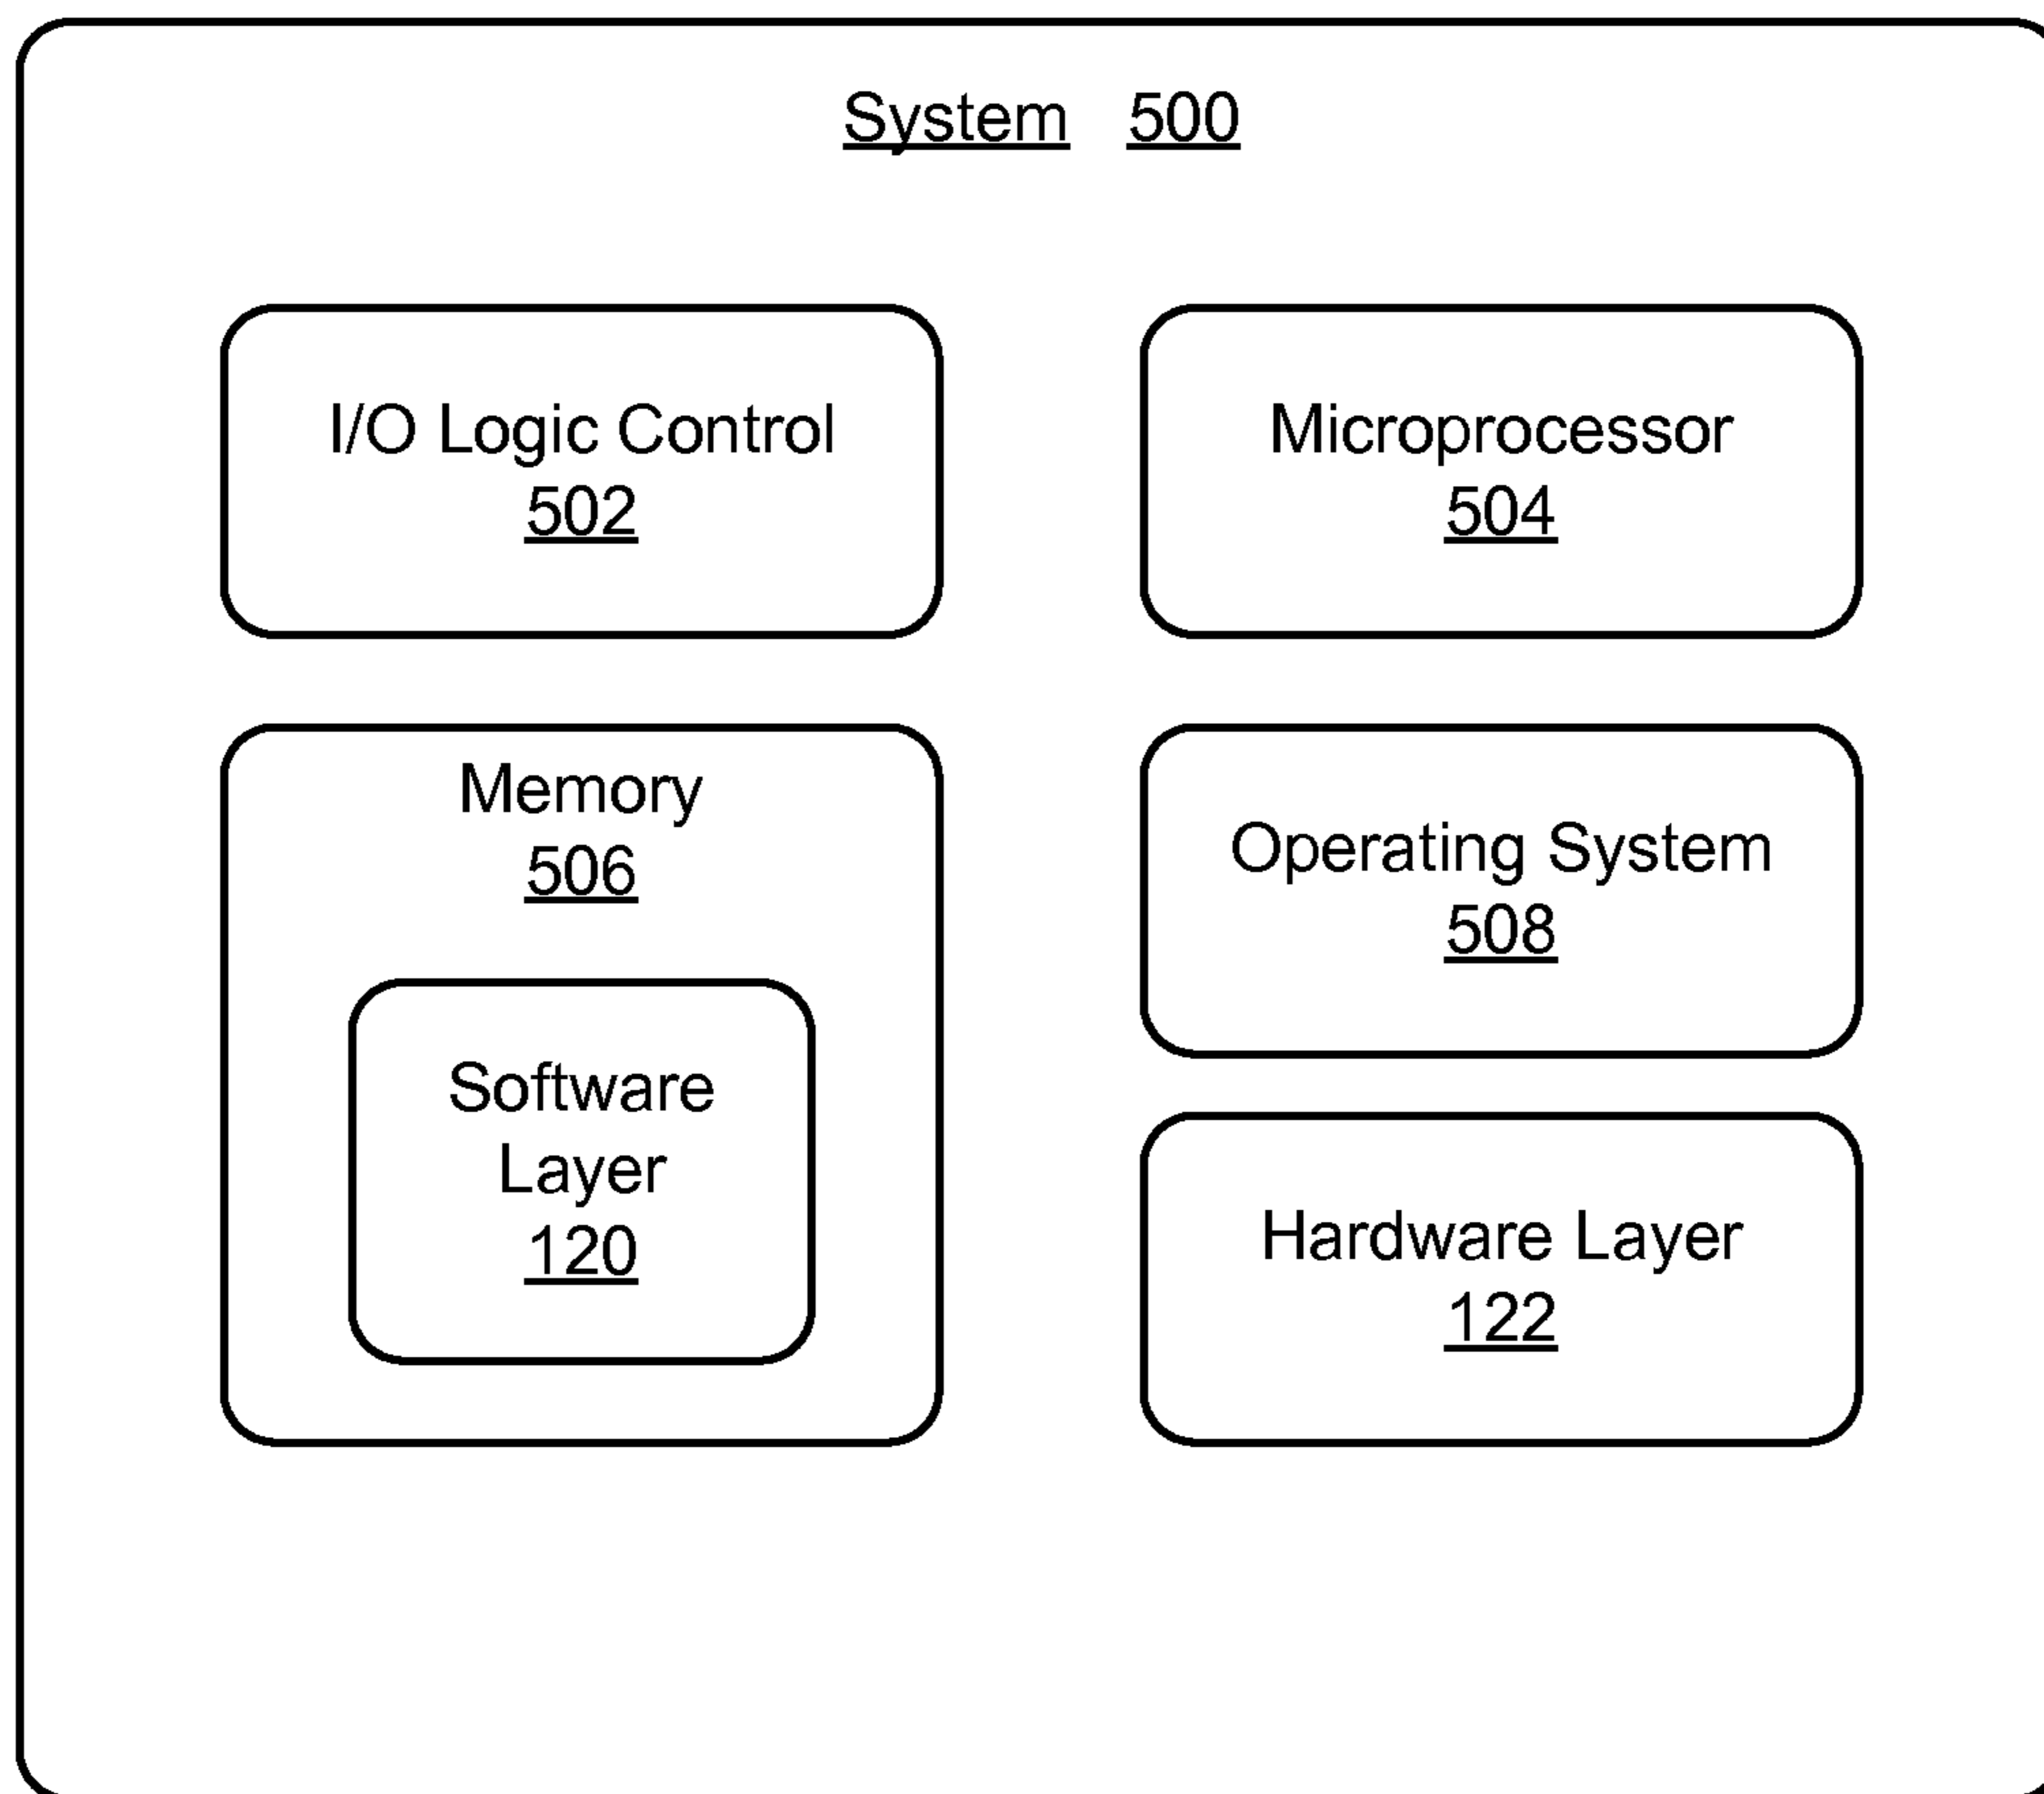 System 500
I/O Logic Control
502
Microprocessor
504
Memory
506
Software
Layer
120
Operating System
508
Hardware Layer
122